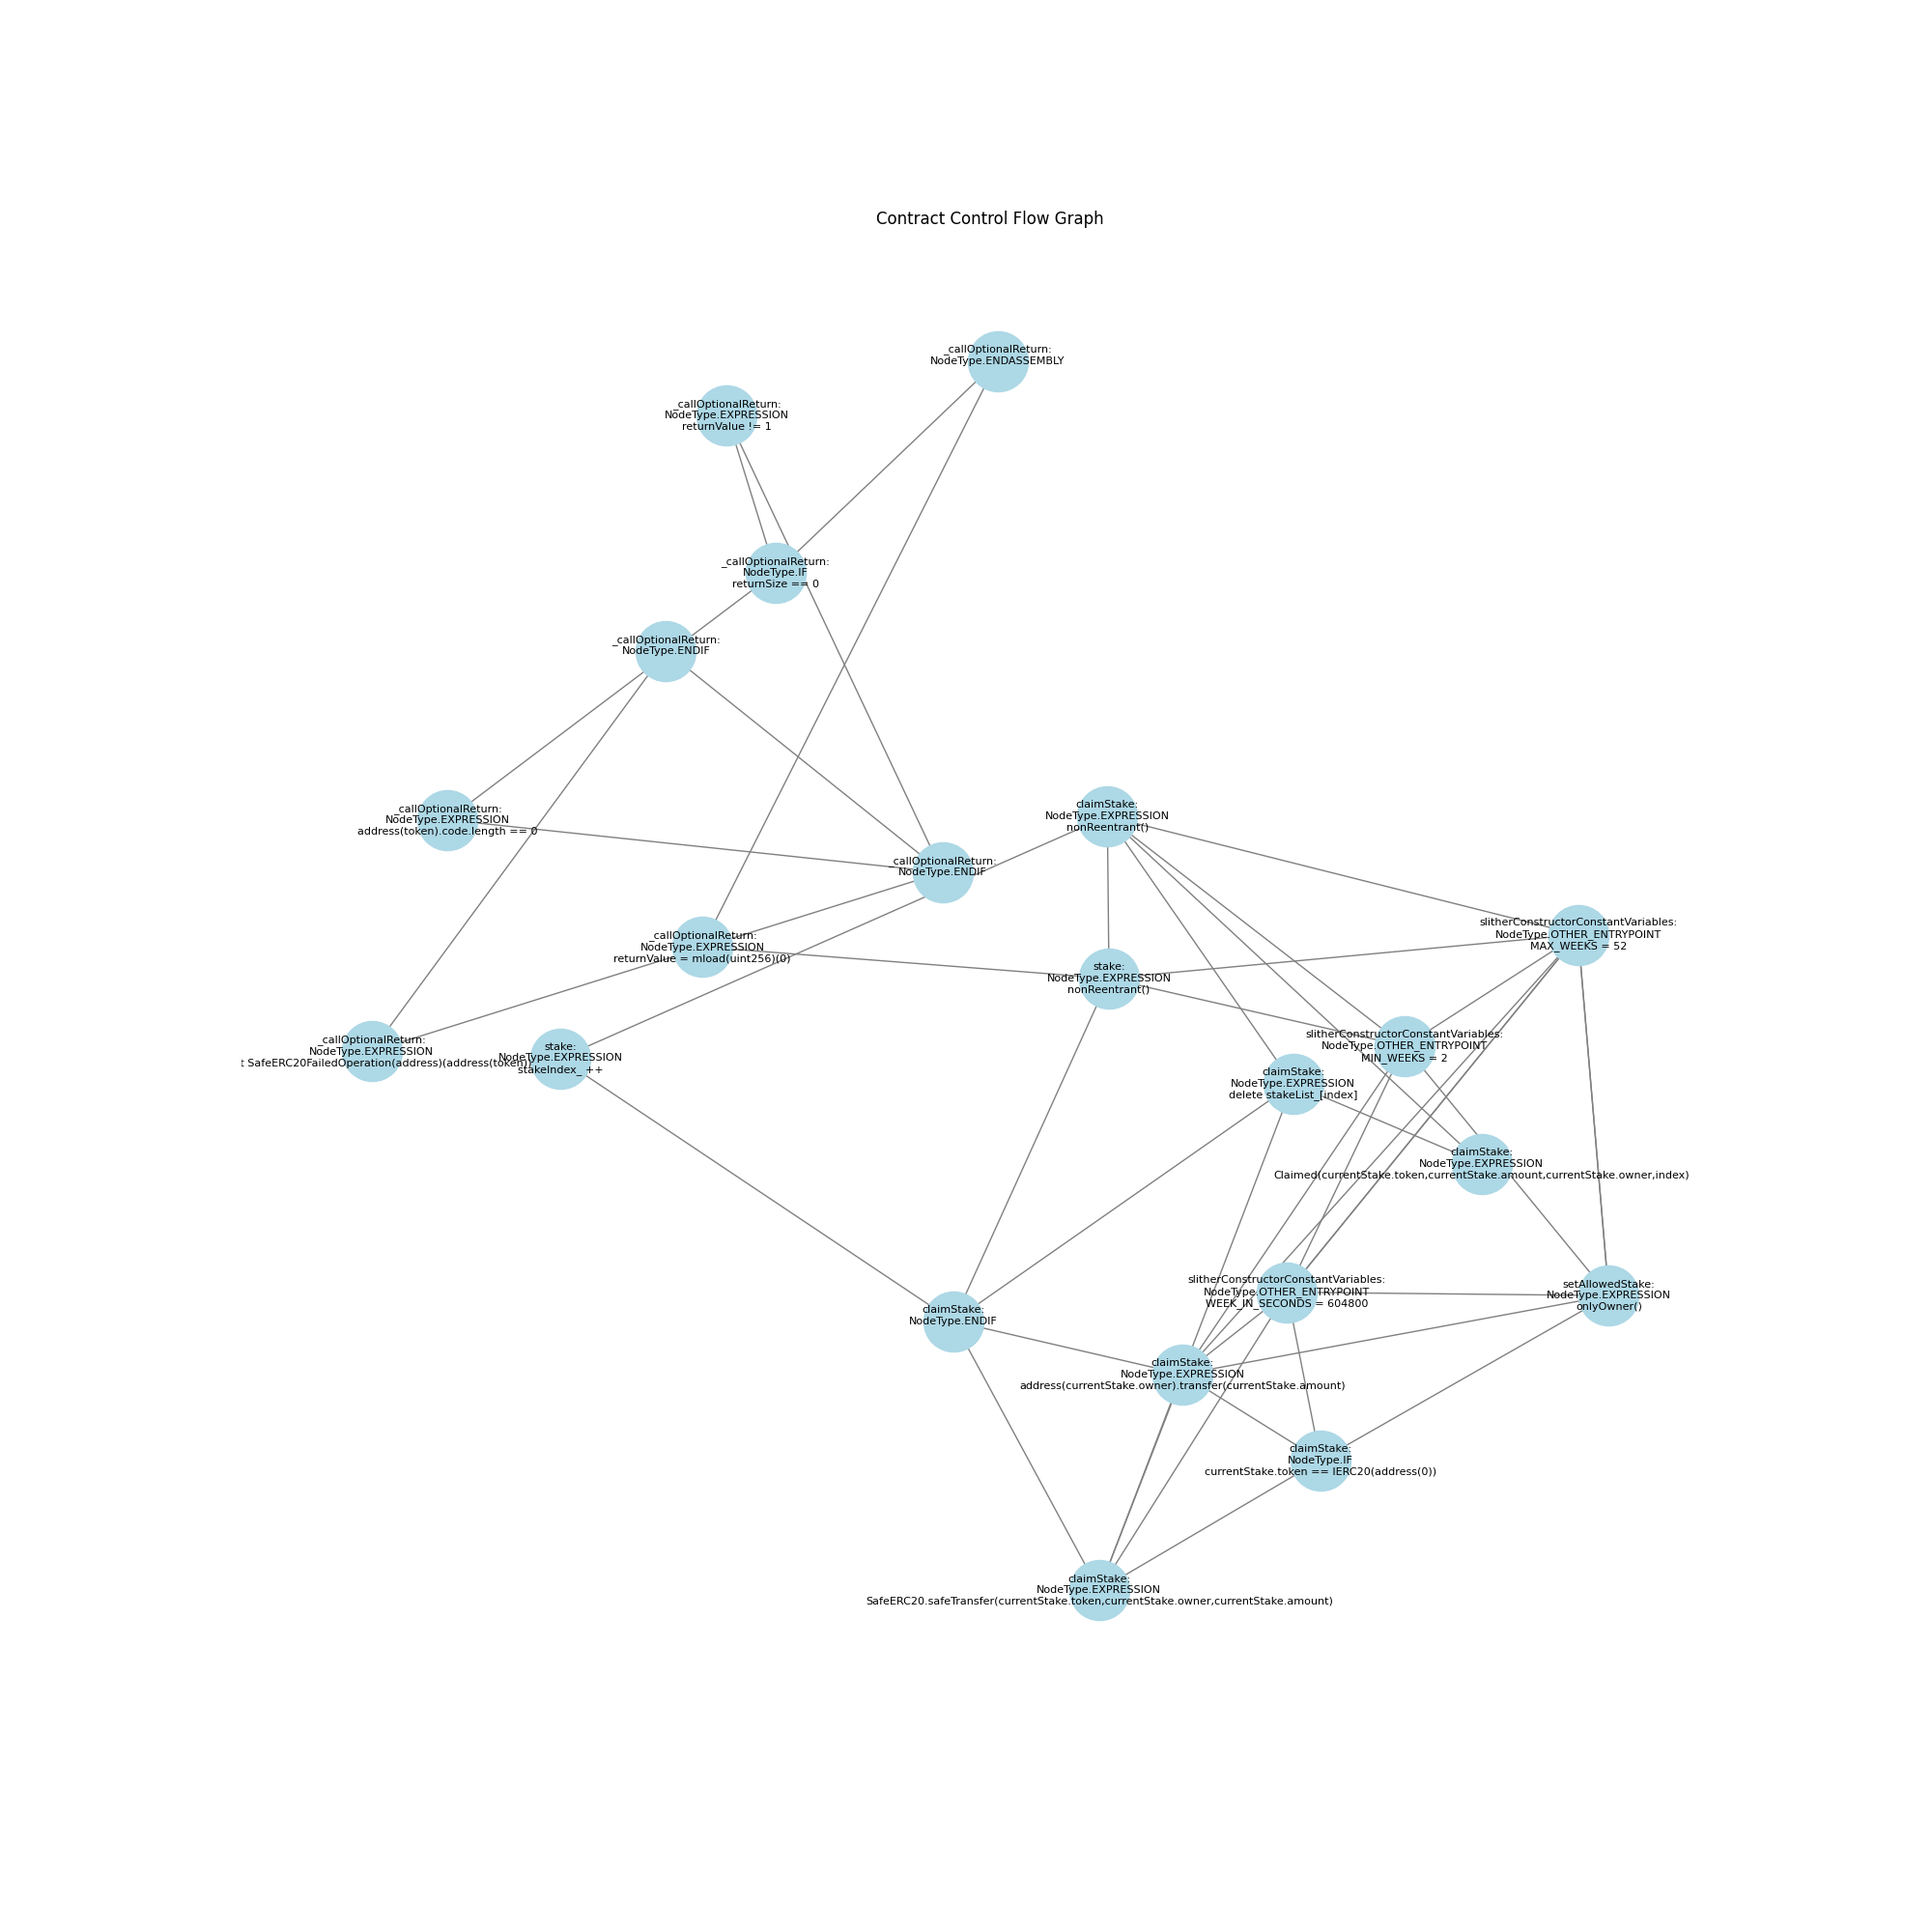 Contract Control Flow Graph
_callOptionalReturn:
NodeType.ENDASSEMBLY
_callOptionalReturn:
NodeType.EXPRESSION
returnValue != 1
_callOptionalReturn:
NodeType.IF
returnSize == 0
_callOptionalReturn:
NodeType.ENDIF
_callOptionalReturn:
NodeType.EXPRESSION
address(token).code.length == 0
claimStake:
NodeType.EXPRESSION
nonReentrant()
_callOptionalReturn:
NodeType.ENDIF
slitherConstructorConstantVariables:
NodeType.OTHER_ENTRYPOINT
MAX_WEEKS = 52
_callOptionalReturn:
NodeType.EXPRESSION
returnValue = mload(uint256)(0)
stake:
NodeType.EXPRESSION
nonReentrant()
slitherConstructorConstantVariables:
NodeType.OTHER_ENTRYPOINT
MIN_WEEKS = 2
_callOptionalReturn:
NodeType.EXPRESSION
SafeERC20FailedOperation(address)(address(token))
stake:
NodeType.EXPRESSION
stakeIndex_ ++
claimStake:
NodeType.EXPRESSION
delete stakeList_[index]
claimStake:
NodeType.EXPRESSION
Claimed(currentStake.token,currentStake.amount,currentStake.owner,index)
slitherConstructorConstantVariables:
NodeType.OTHER_ENTRYPOINT
WEEK_IN_SECONDS = 604800
setAllowedStake:
NodeType.EXPRESSION
onlyOwner()
claimStake:
NodeType.ENDIF
claimStake:
NodeType.EXPRESSION
address(currentStake.owner).transfer(currentStake.amount)
claimStake:
NodeType.IF
currentStake.token == IERC20(address(0))
claimStake:
NodeType.EXPRESSION
SafeERC20.safeTransfer(currentStake.token,currentStake.owner,currentStake.amount)